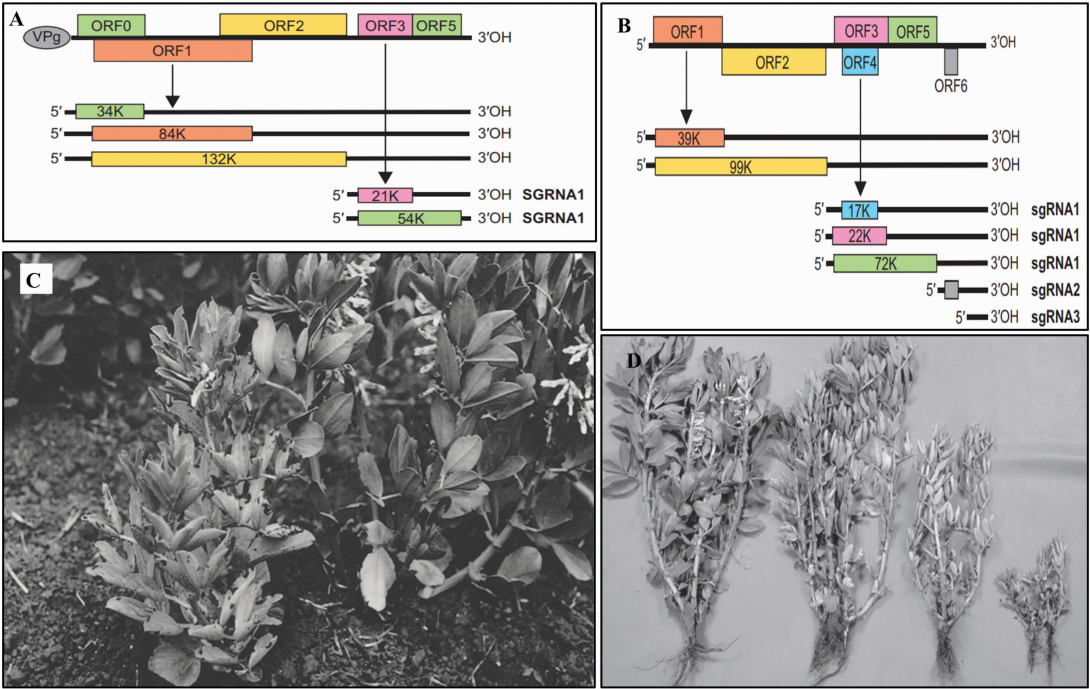 A
VPg
ORF0
ORF2
ORF3
ORF5
3′OH
ORF1
5′
34K
3′OH
5′
84K
3′OH
5′
132K
3′OH
5′
21K
3′OH SGRNA1
5′
54K
3′OH SGRNA1
B
ORF1
ORF3
ORF5
3′OH
5′
ORF2
ORF4
ORF6
5′
39K
3′OH
5′
99K
3′OH
5′
17K
3′OH sgRNA1
5′
22K
3′OH sgRNA1
5′
72K
3′OH sgRNA1
5′
3′OH sgRNA2
5′
3′OH sgRNA3
C
D